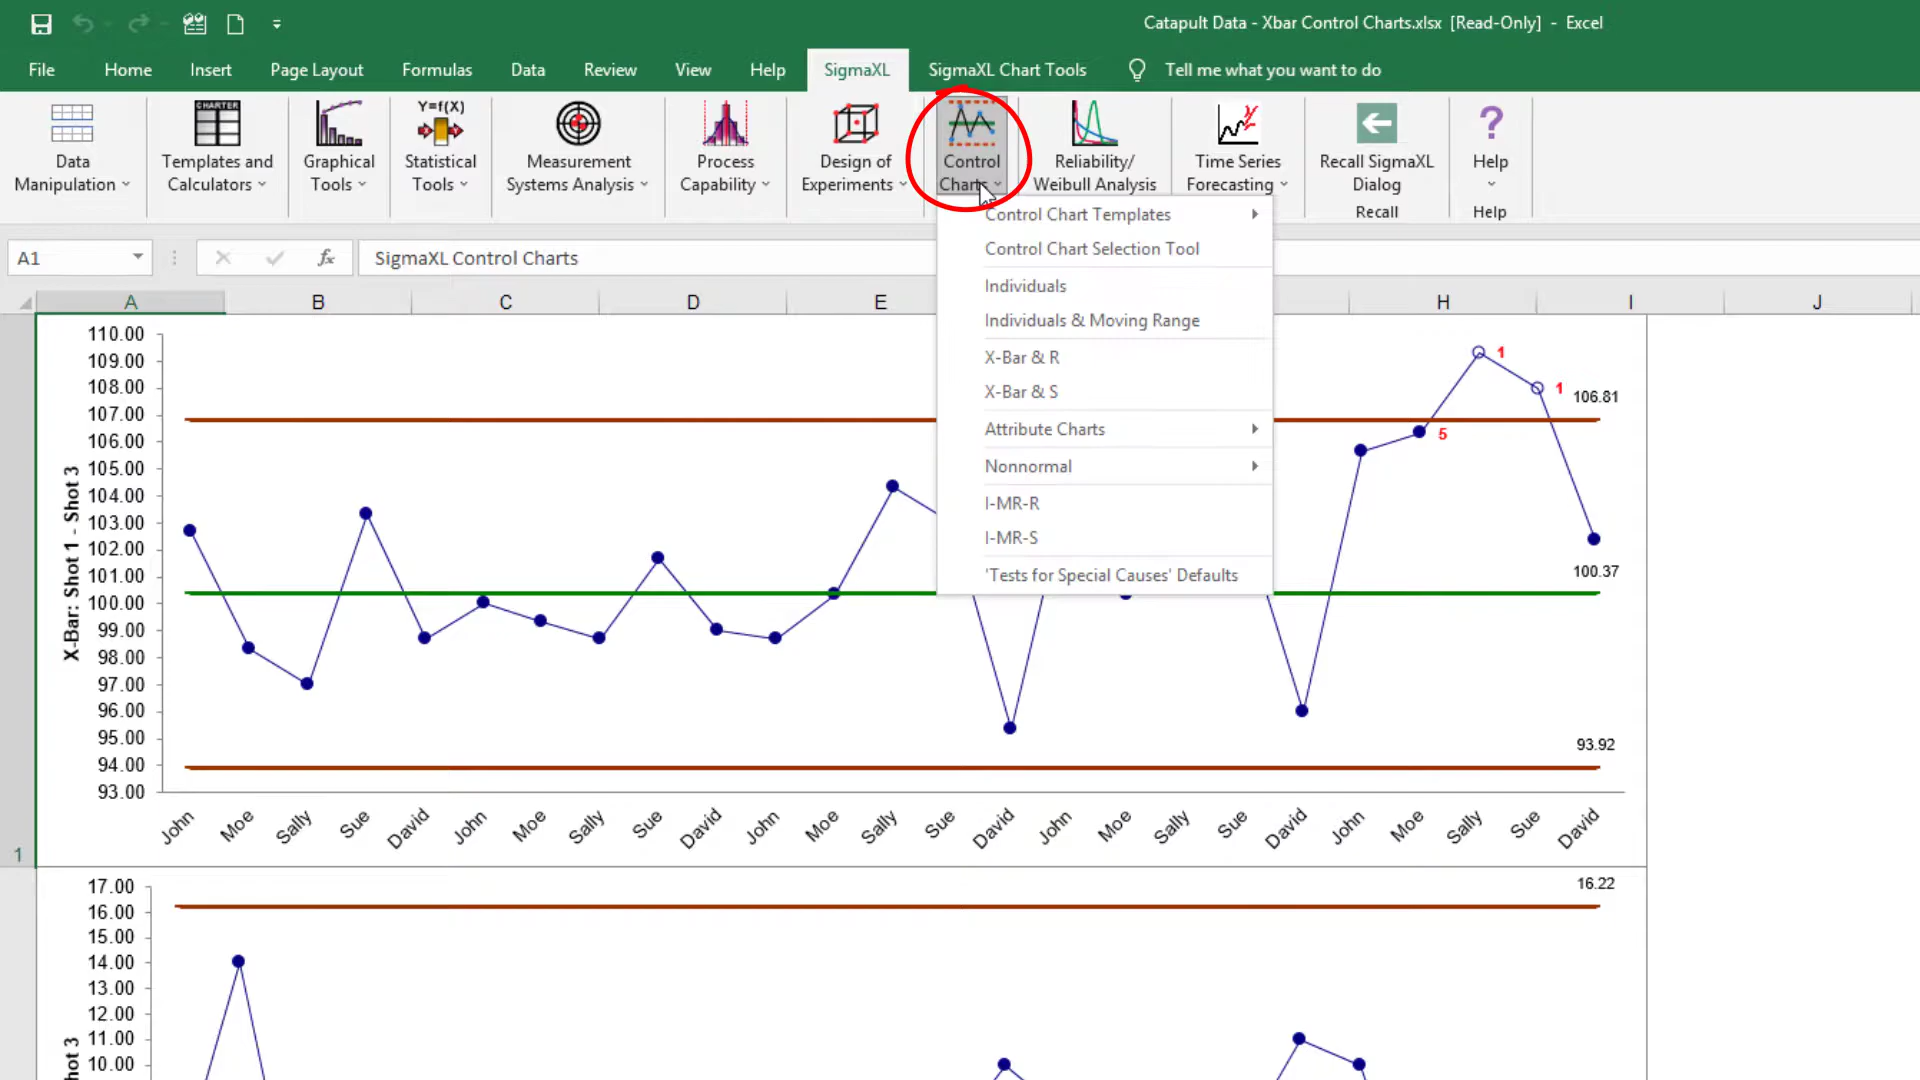 Catapult Data - Xbar Control Charts.xlsx [Read-Only] - Excel
File Home Insert Page Layout Formulas Data Review View Help SigmaXL SigmaXL Chart Tools Tell me what you want to do
CHARTER Y=f(X)
Data Manipulation
Templates and Calculators
Graphical Tools
Statistical Tools
Measurement Systems Analysis
Process Capability
Design of Experiments
Control Charts
Reliability/ Weibull Analysis
Time Series Forecasting
Recall SigmaXL Dialog
Help
Recall
Help
A1 fx SigmaXL Control Charts
A B C D E H I J
Control Chart Templates
Control Chart Selection Tool
Individuals
Individuals & Moving Range
X-Bar & R
X-Bar & S
Attribute Charts
Nonnormal
I-MR-R
I-MR-S
'Tests for Special Causes' Defaults
X-Bar: Shot 1 - Shot 3
110.00
109.00
108.00
107.00
106.00
105.00
104.00
103.00
102.00
101.00
100.00
99.00
98.00
97.00
96.00
95.00
94.00
93.00
1
1
5
106.81
100.37
93.92
John Moe Sally Sue David John Moe Sally Sue David John Moe Sally Sue David John Moe Sally Sue David John Moe Sally Sue David
1
17.00
16.00
15.00
14.00
13.00
12.00
11.00
10.00
16.22